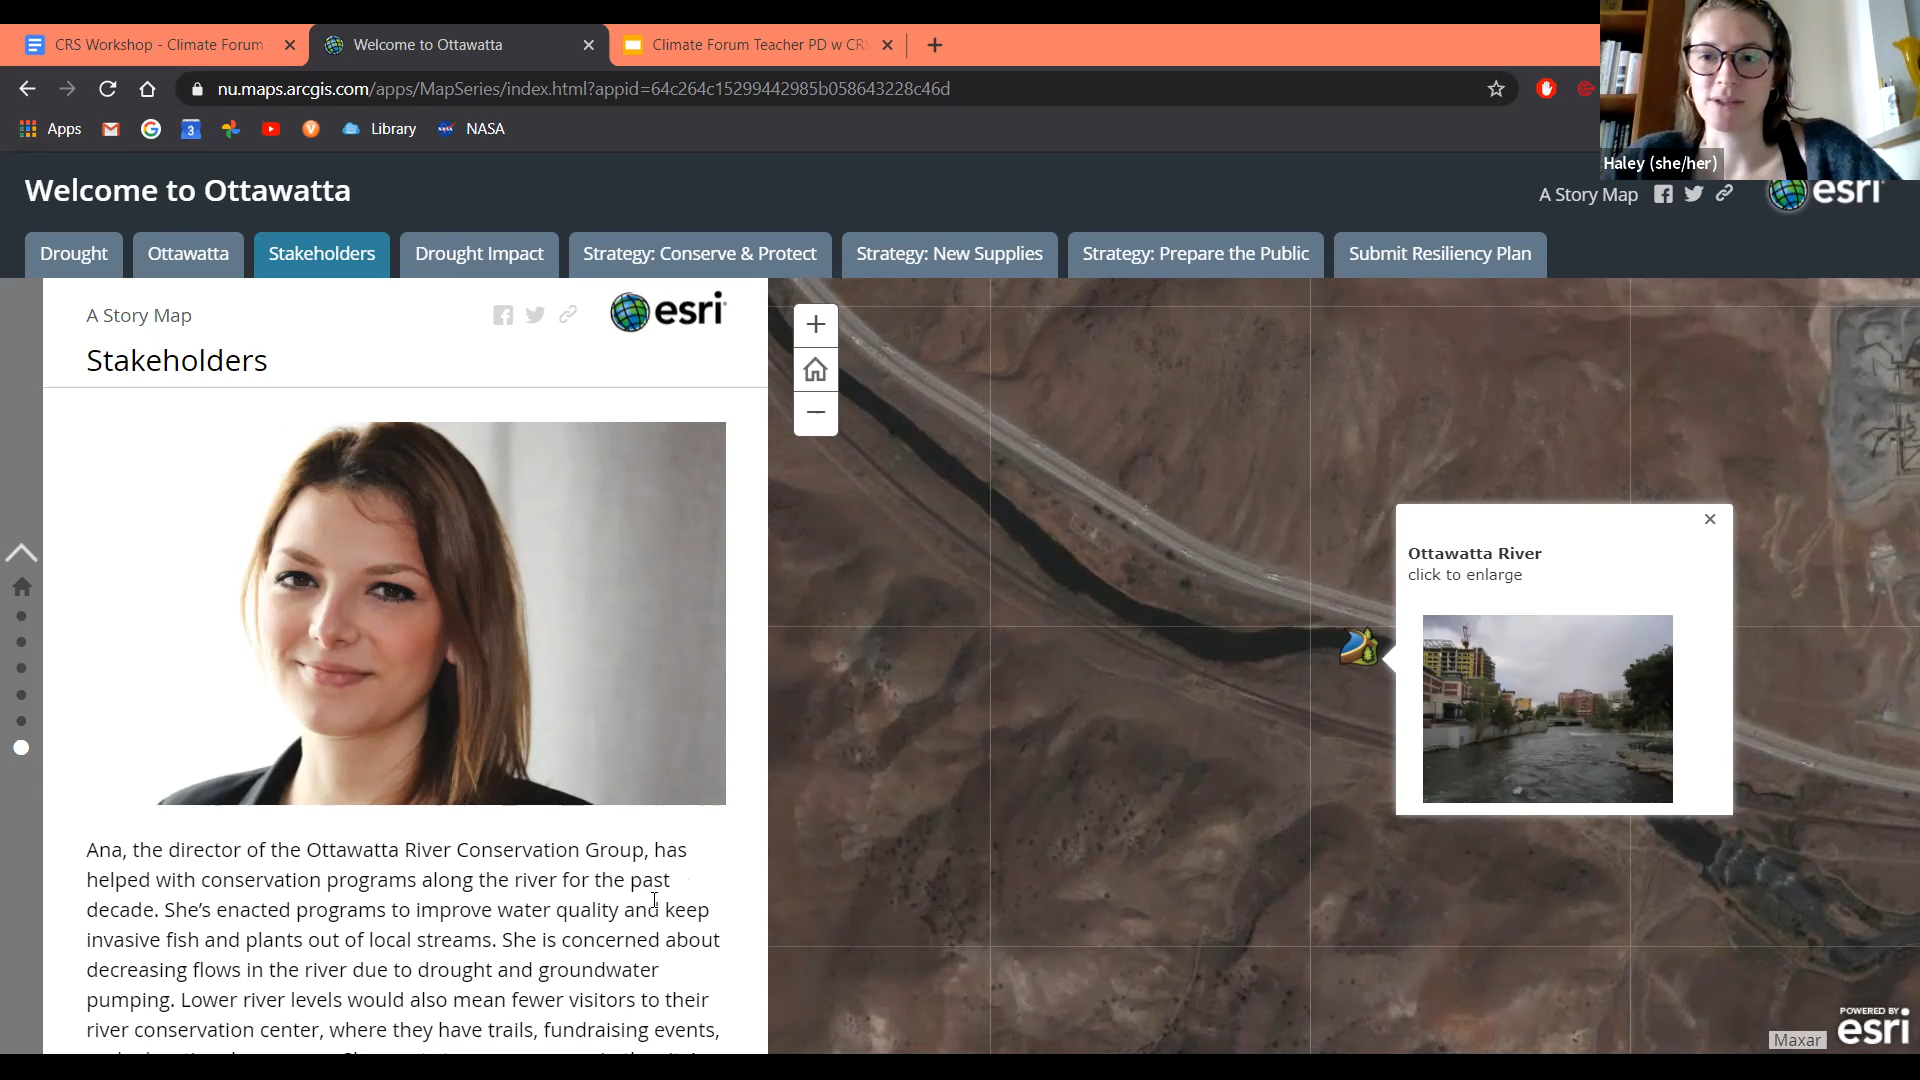 CRS Workshop - Climate Forum
Welcome to Ottawatta
Climate Forum Teacher PD w CRS
nu.maps.arcgis.com/apps/MapSeries/index.html?appid=64c264c15299442985b058643228c46d
Apps
3
Library
NASA
Haley (she/her)
Welcome to Ottawatta
A Story Map
esri
Drought
Ottawatta
Stakeholders
Drought Impact
Strategy: Conserve & Protect
Strategy: New Supplies
Strategy: Prepare the Public
Submit Resiliency Plan
A Story Map
esri
Stakeholders
Ana, the director of the Ottawatta River Conservation Group, has
helped with conservation programs along the river for the past
decade. She’s enacted programs to improve water quality and keep
invasive fish and plants out of local streams. She is concerned about
decreasing flows in the river due to drought and groundwater
pumping. Lower river levels would also mean fewer visitors to their
river conservation center, where they have trails, fundraising events,
Ottawatta River
click to enlarge
POWERED BY
esri
Maxar